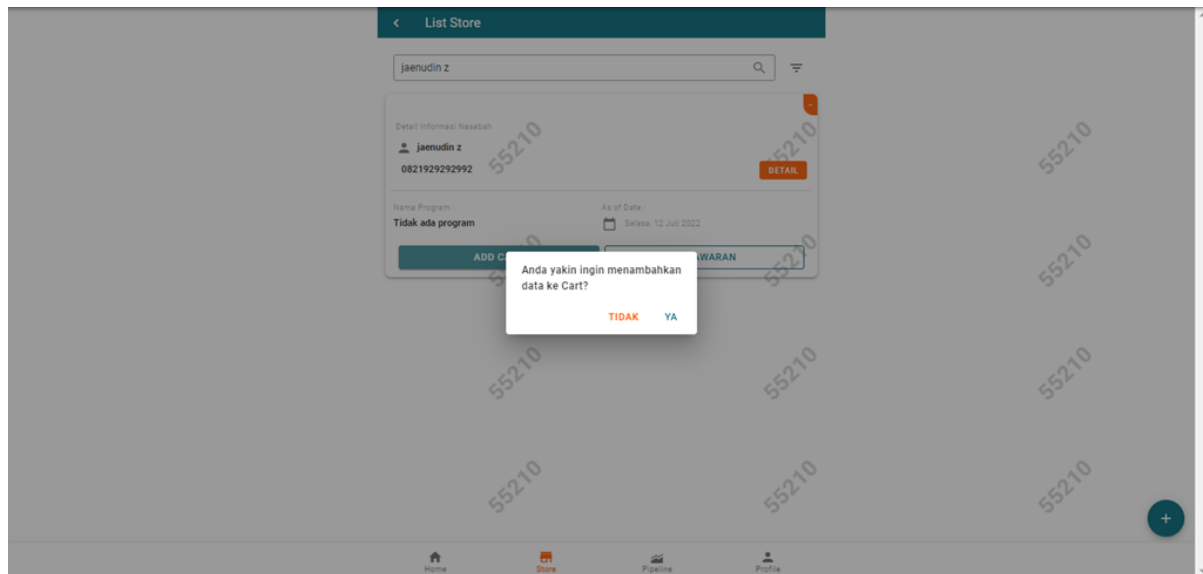 List Store
jaenudin z
-
Detail Informasi Nasabah
jaenudin z
0821929292992
DETAIL
Nama Program :
As of Date :
Tidak ada program
Selasa, 12 Juli 2022
ADD C
WARAN
Anda yakin ingin menambahkan
data ke Cart?
TIDAK YA
55210 55210 55210
55210
55210 55210
55210 55210 55210
55210 55210 55210
+
Home Store Pipeline Profile